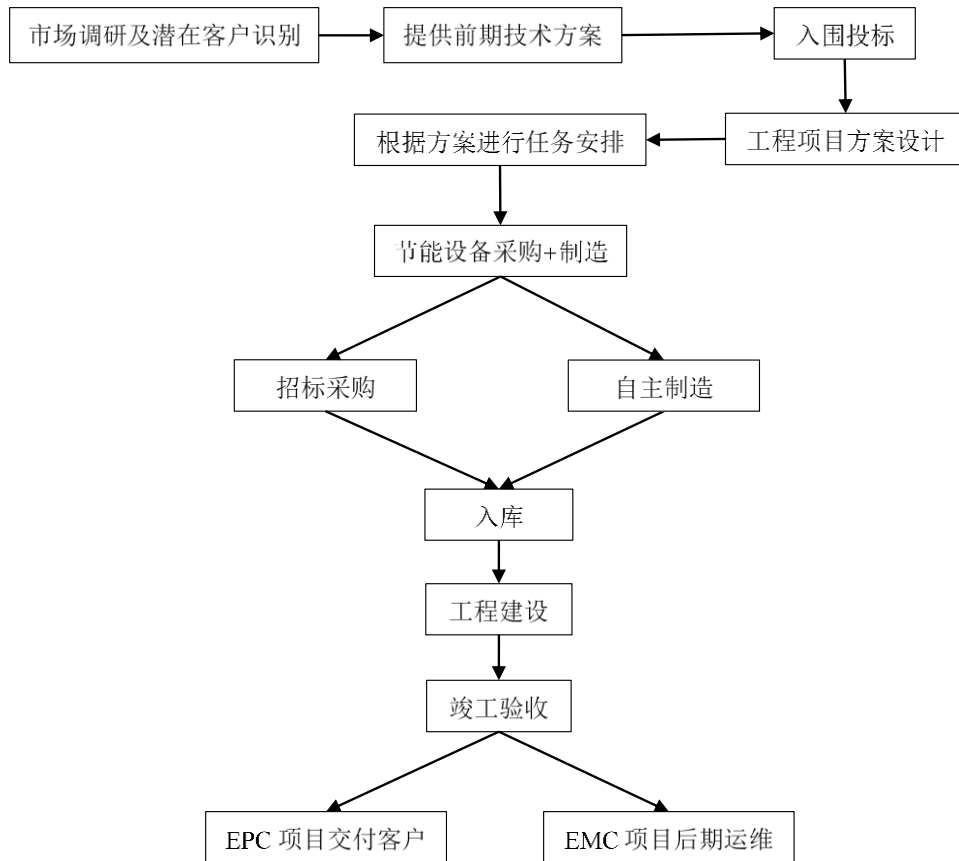 市场调研及潜在客户识别
提供前期技术方案
入围投标
工程项目方案设计
根据方案进行任务安排
节能设备采购+制造
招标采购
自主制造
入库
工程建设
竣工验收
EPC 项目交付客户
EMC 项目后期运维